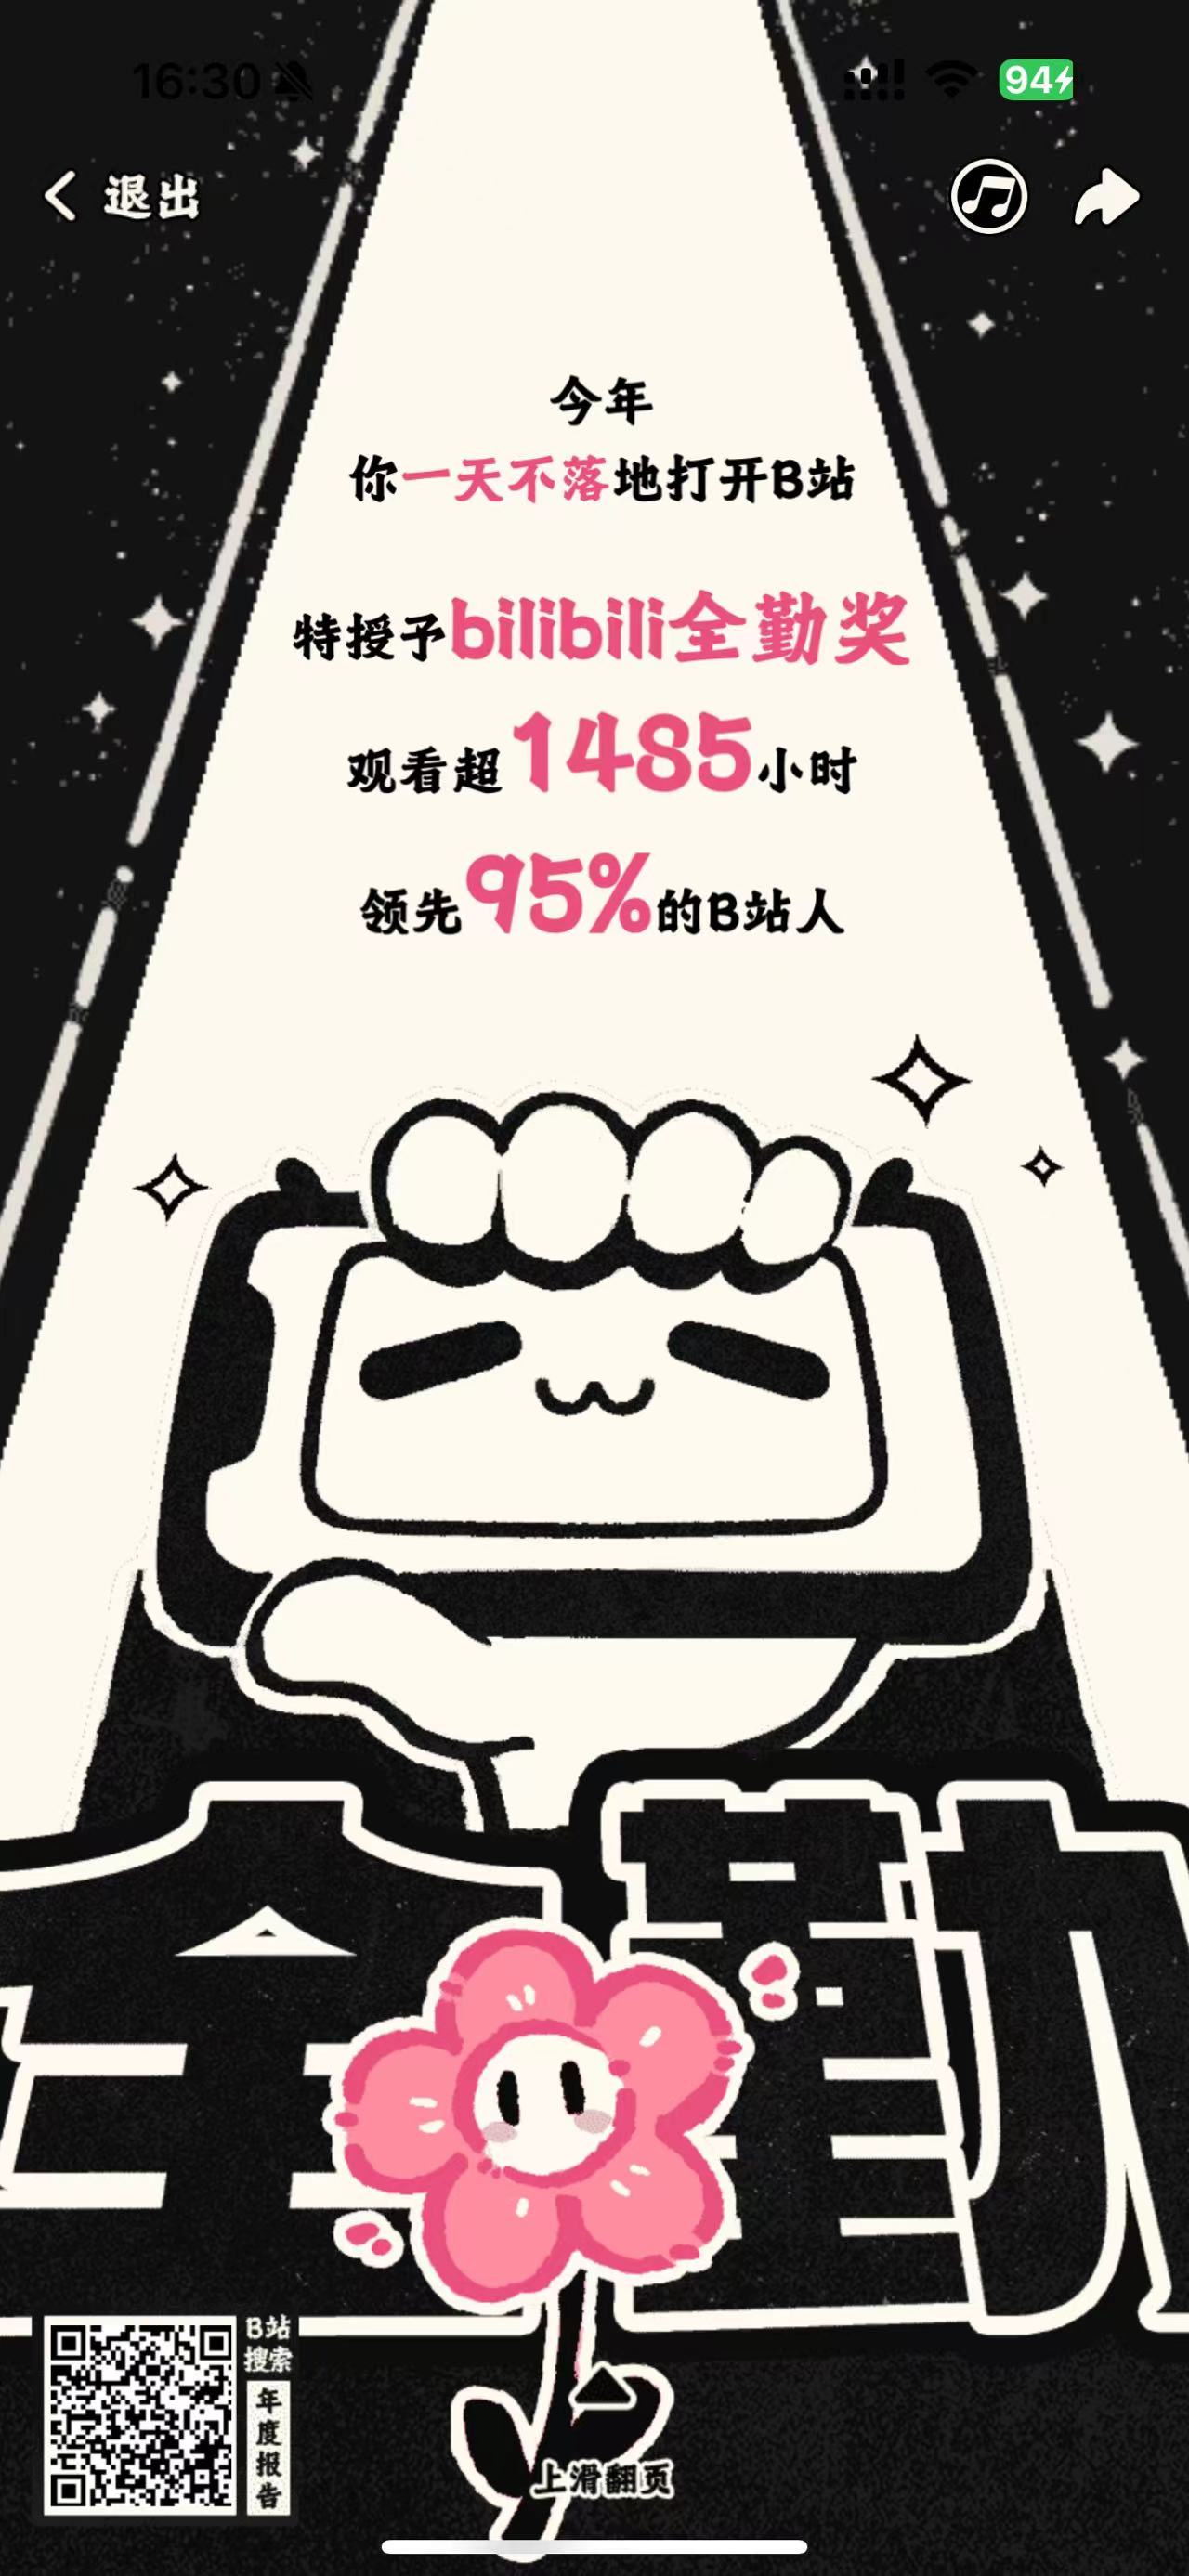 16:30
94
退出
今年
你一天不落地打开B站
特授予bilibili全勤奖
观看超1485小时
领先95%的B站人
全勤
B站
搜索
年度报告
上滑翻页